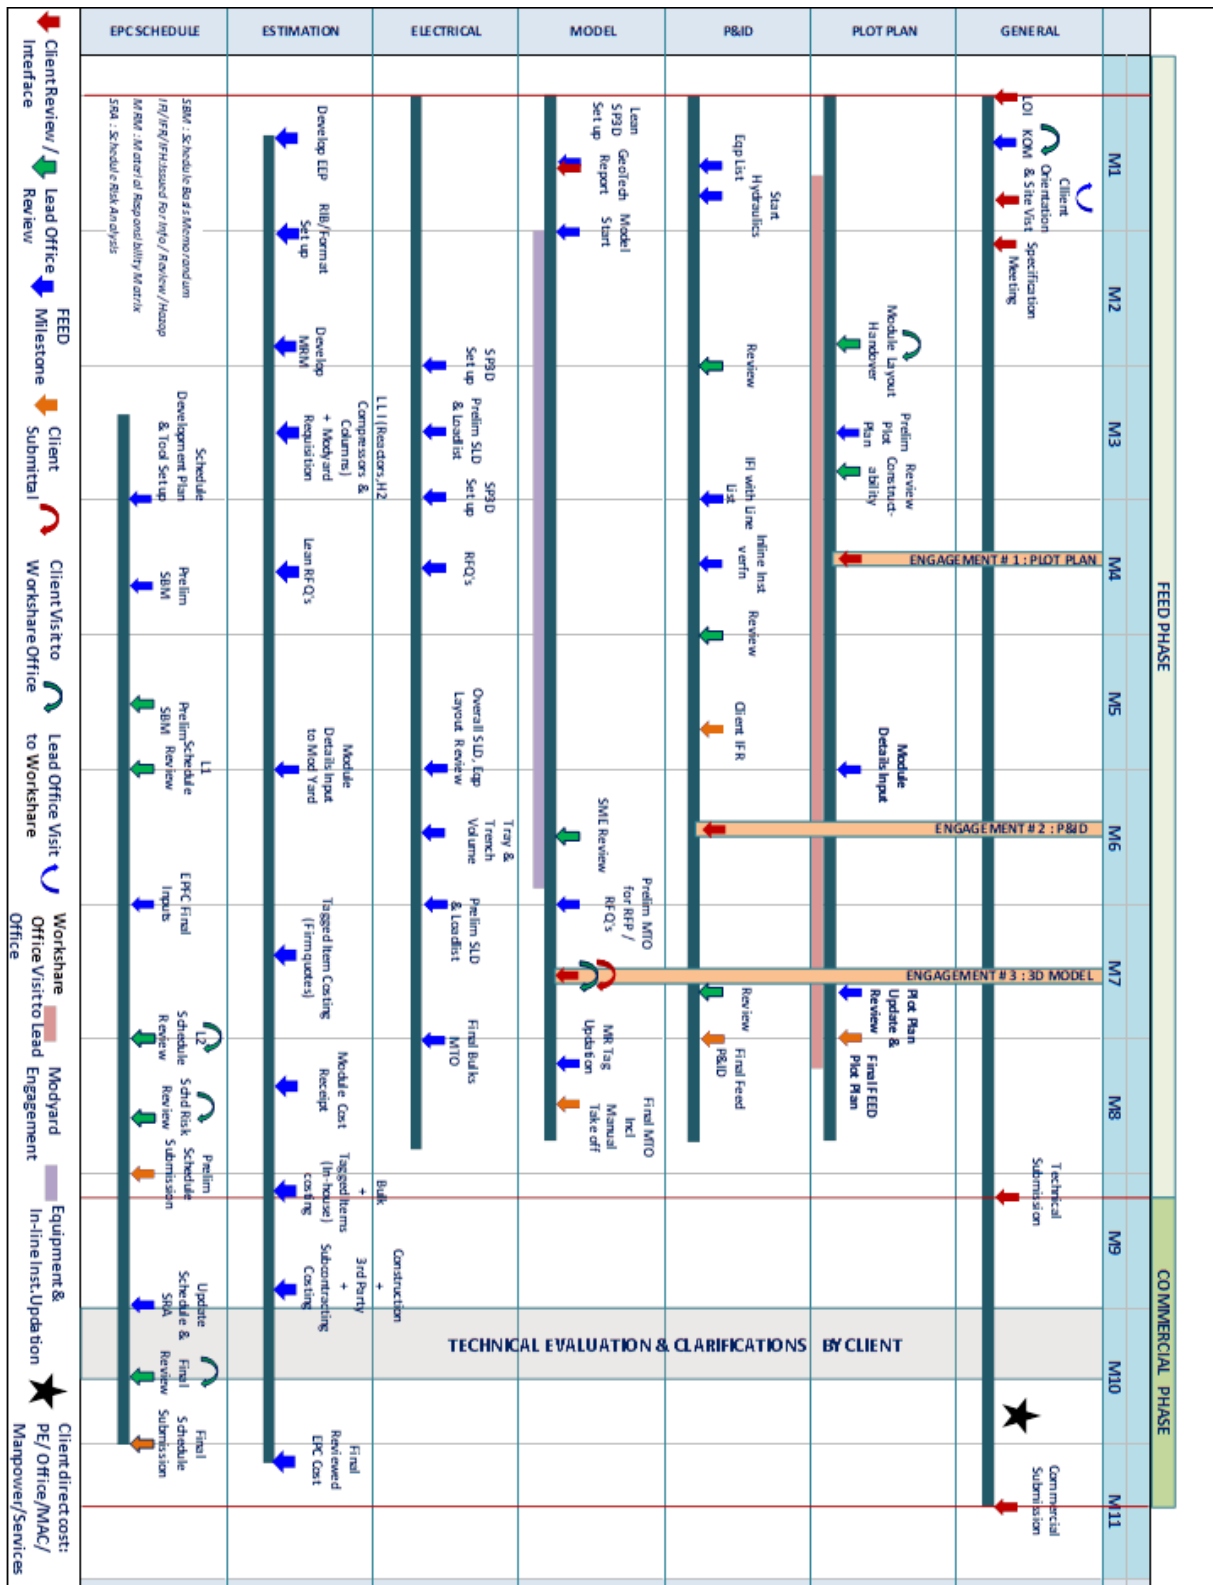 FEED PHASE
COMMERCIAL PHASE
M1
M2
M3
M4
M5
M6
M7
M8
M9
M10
M11
GENERAL
LOI
KOM
Cllient
Orientation
& Site Vist
Specification
Meeting
Technical
Submission
Commercial
Submission
PLOT PLAN
Module Layout
Handover
Prelim
Plot
Plan
Review
Construct-
ability
ENGAGEMENT # 1 : PLOT PLAN
Module
Details Input
Plot Plan
Update &
Review
Final FEED
Plot Plan
P&ID
Eqp List
Start
Hydraulics
Review
IFI with Line
List
Inline Inst
verfn
Review
Client IFR
ENGAGEMENT # 2 : P&ID
Review
Final Feed
P&ID
MODEL
Lean
SP3D
Set up
GeoTech
Report
Model
Start
SME Review
Prelim MTO
for RFP /
RFQ's
ENGAGEMENT # 3 : 3D MODEL
MR Tag
Updation
Final MTO
Incl
Manual
Take off
ELECTRICAL
SP3D
Set up
Prelim SLD
& Loadlist
SP3D
Set up
RFQ's
Overall SLD, Eqp
Layout Review
Tray &
Trench
Volume
Prelim SLD
& Loadlist
Final Bulks
MTO
TECHNICAL EVALUATION & CLARIFICATIONS BY CLIENT
ESTIMATION
Develop EEP
RIB/Format
Set up
Develop
MRM
L L I (Reactors,H2
Compressors &
Columns)
+ Modyard
Requisition
Lean RFQ's
Module
Details Input
to Mod Yard
Tagged Item Costing
(Firm quotes)
Module Cost
Receipt
Bulk
+
Tagged Items
(In-house)
costing
Construction
+
3rd Party
+
Subcontracting
Costing
Final
Reviewed
EPC Cost
EPC SCHEDULE
SBM : Schedule Basis Memorandum
IFI/IFR/IFH:Issued For Info / Review / Hazop
MRM : Material Responsibility Matrix
SRA : Schedule Risk Analysis
Schedule
Development Plan
& Tool Set up
Prelim
SBM
Prelim
SBM
L1
Schedule
Review
EPFC Final
Inputs
L2
Schedule
Review
Schd Risk
Review
Prelim
Schedule
Submission
Update
Schedule &
SRA
Final
Review
Final
Schedule
Submission
Client Review /
Interface
Lead Office
Review
FEED
Milestone
Client
Submittal
Client Visit to
Workshare Office
Lead Office Visit
to Workshare
Workshare
Office Visit to Lead
Office
Modyard
Engagement
Equipment &
In-line Inst. Updation
Client direct cost:
PE/ Office/MAC/
Manpower/Services